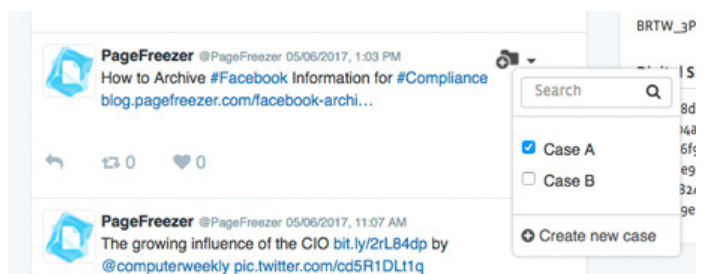 BRTW_3P
PageFreezer @PageFreezer 05/06/2017, 1:03 PM
How to Archive #Facebook Information for #Compliance
blog.pagefreezer.com/facebook-archi…
0
0
Search
Case A
Case B
Create new case
PageFreezer @PageFreezer 05/06/2017, 11:07 AM
The growing influence of the CIO bit.ly/2rL84dp by
@computerweekly pic.twitter.com/cd5R1DLt1q